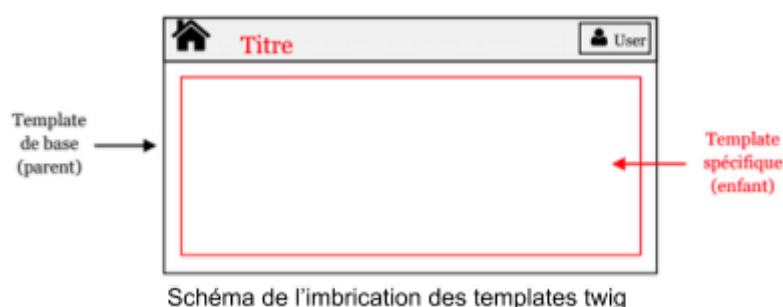 Titre
User
Template
de base
(parent)
Template
spécifique
(enfant)
Schéma de l'imbrication des templates twig